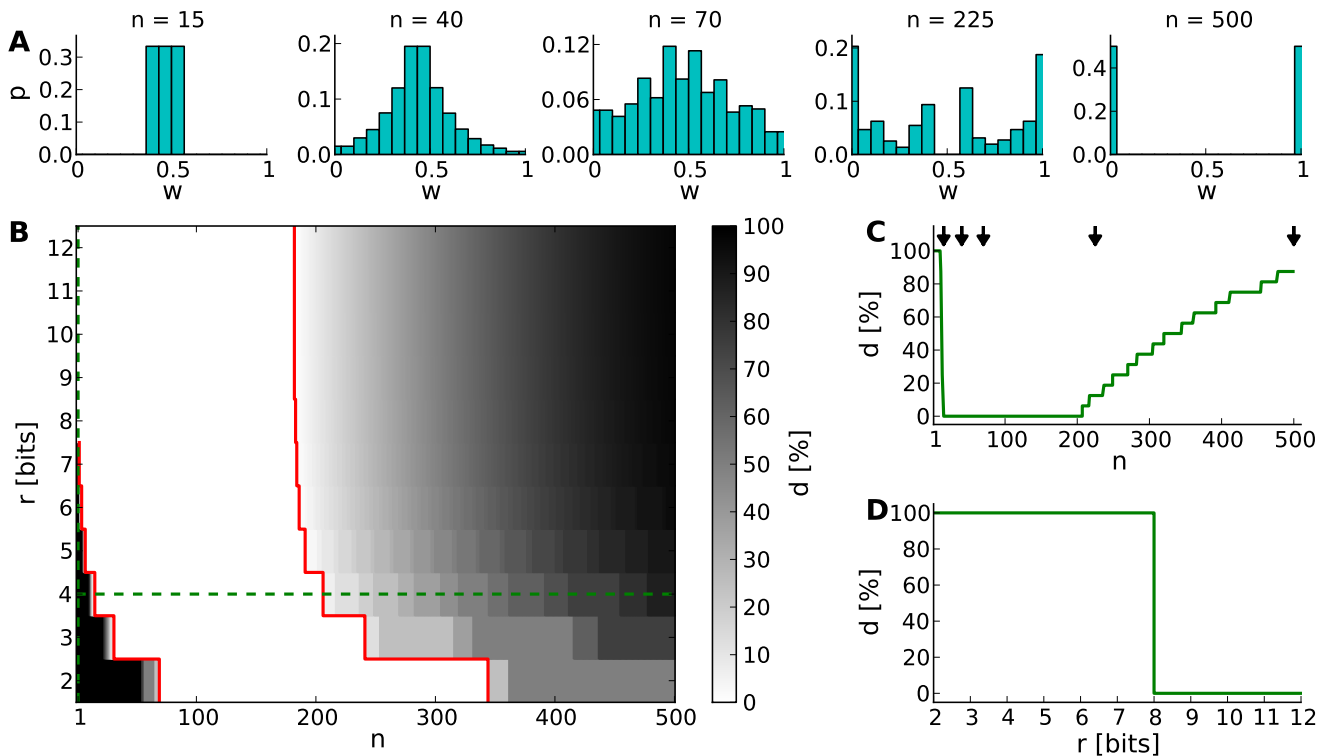 n = 15
n = 40
n = 70
n = 225
n = 500
A
p
0.3
0.2
0.1
0.0
0 0.5 1
w
0.2
0.1
0.0
0 0.5 1
w
0.12
0.06
0.00
0 0.5 1
w
0.2
0.1
0.0
0 0.5 1
w
0.4
0.2
0.0
0 0.5 1
w
B
r [bits]
12
11
10
9
8
7
6
5
4
3
2
1 100 200 300 400 500
n
100
90
80
70
60
50
40
30
20
10
0
d [%]
C
d [%]
100
80
60
40
20
0
1 100 200 300 400 500
n
D
d [%]
100
80
60
40
20
0
2 3 4 5 6 7 8 9 10 11 12
r [bits]